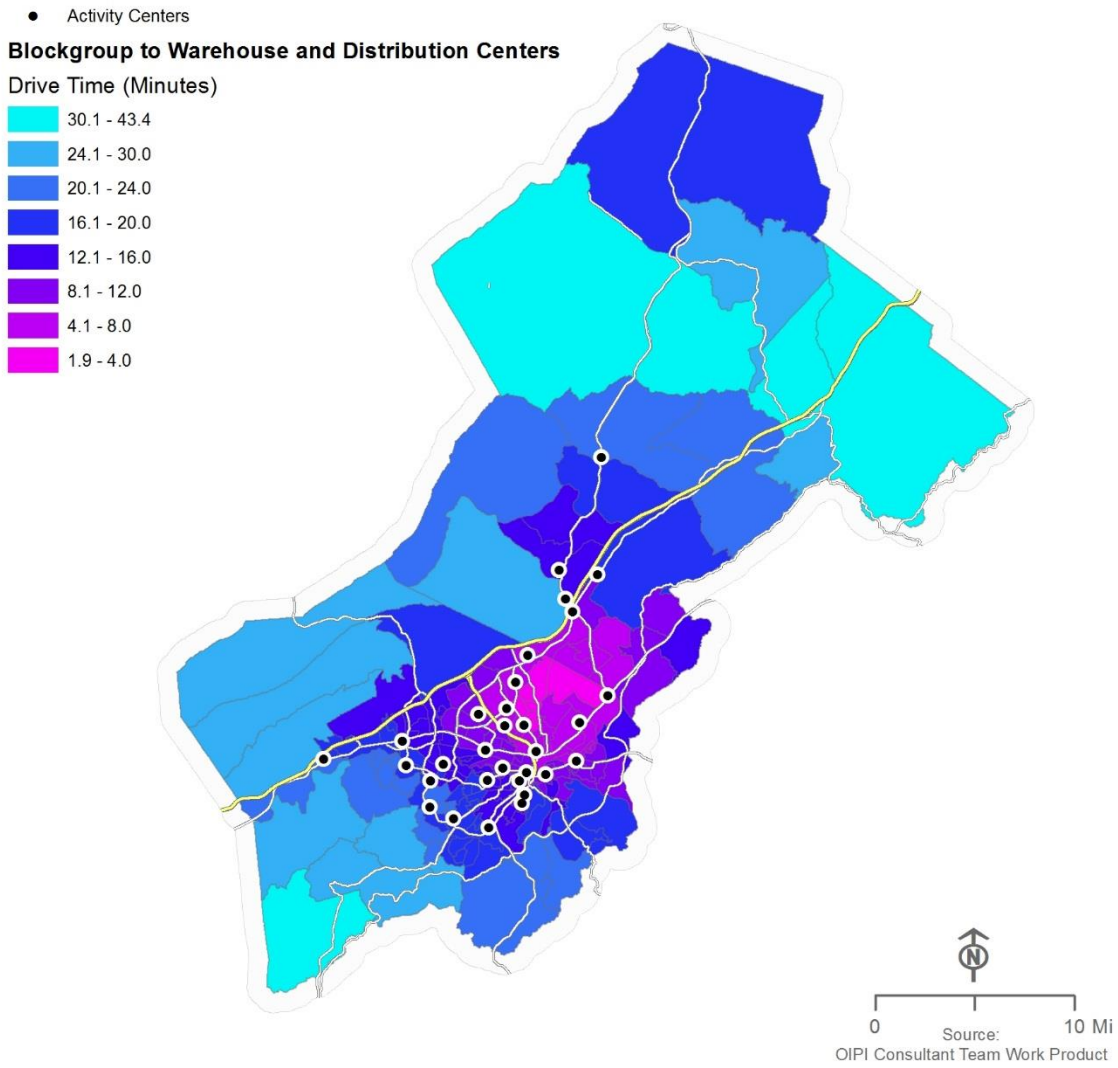 Activity Centers
Blockgroup to Warehouse and Distribution Centers
Drive Time (Minutes)
30.1 - 43.4
24.1 - 30.0
20.1 - 24.0
16.1 - 20.0
12.1 - 16.0
8.1 - 12.0
4.1 - 8.0
1.9 - 4.0
N
0 10 Mi
Source:
OIPI Consultant Team Work Product